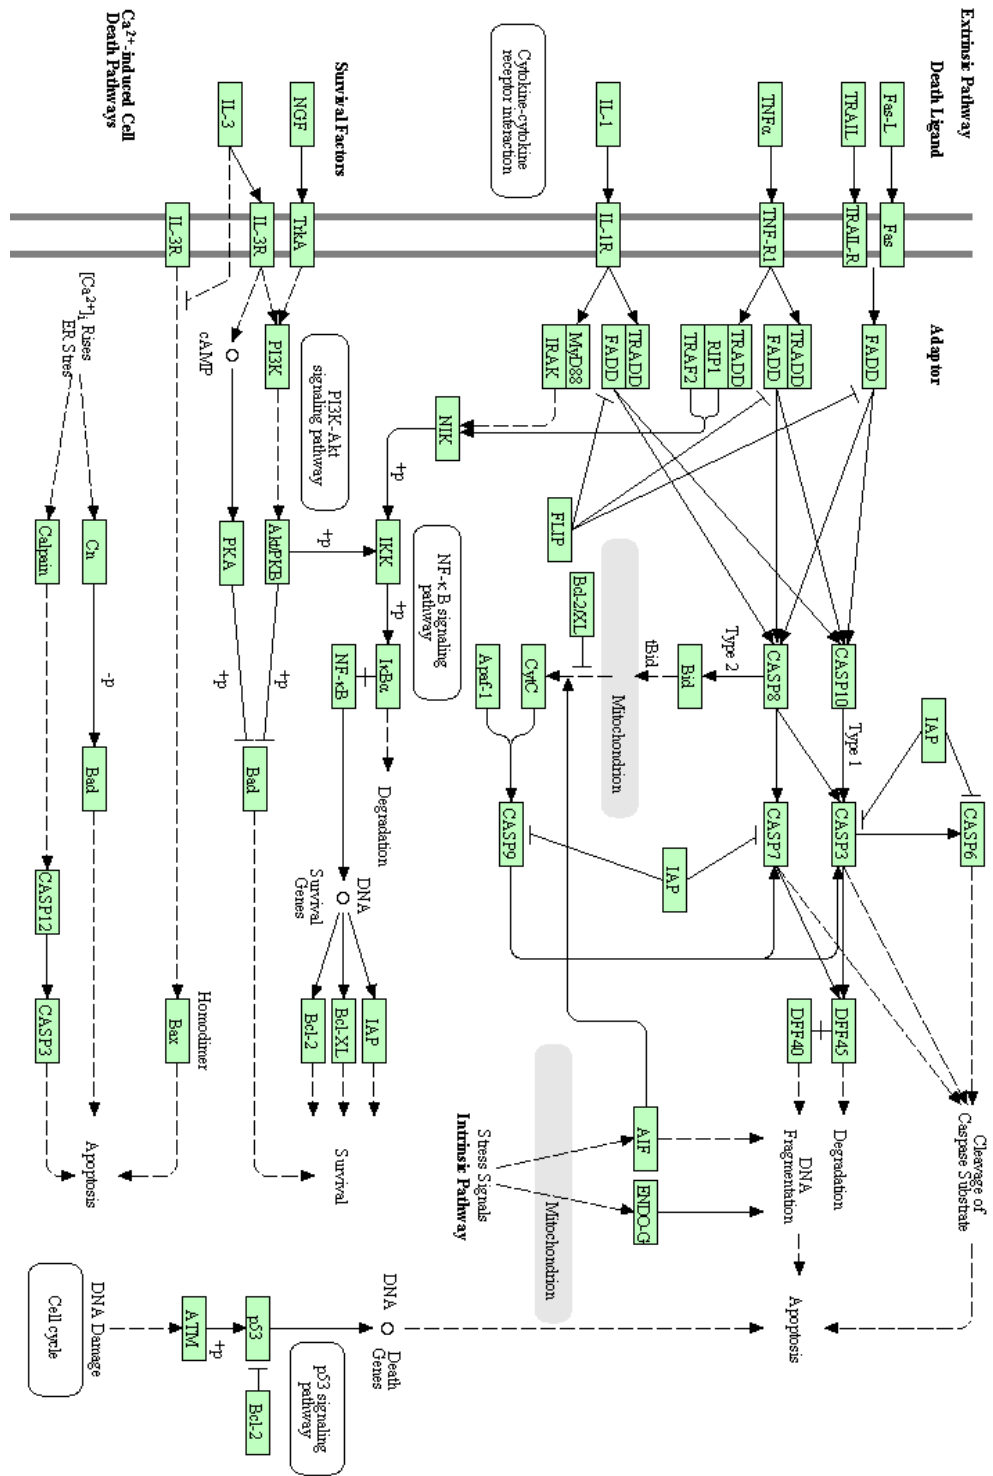 Extrinsic Pathway
Death Ligand
Adaptor
Fas-L
Fas
TRAIL
TRAIL-R
FADD
TNFα
TNF-R1
TRADD
FADD
TRADD
RIP1
TRAF2
IL-1
IL-1R
TRADD
FADD
MyD88
IRAK
Cytokine-cytokine
receptor interaction
FLIP
CASP10
CASP8
Type 1
Type 2
IAP
CASP6
CASP3
CASP7
Bid
tBid
Mitochondrion
Bcl-2/XL
CytC
Apaf-1
CASP9
IAP
DFF45
DFF40
Cleavage of
Caspase Substrate
Degradation
DNA
Fragmentation
Apoptosis
AIF
ENDO-G
Mitochondrion
Stress Signals
Intrinsic Pathway
NIK
+p
IKK
+p
IκBα
NF-κB
Degradation
NF-κB signaling
pathway
PI3K-Akt
signaling pathway
+p
DNA
Survival
Genes
IAP
Bcl-XL
Bcl-2
Survival
Survival Factors
NGF
TrkA
IL-3
IL-3R
PI3K
cAMP
Akt/PKB
PKA
+p
+p
Bad
IL-3R
Homodimer
Bax
Ca²⁺-induced Cell
Death Pathways
[Ca²⁺]i Rises
ER Stres
Cn
Calpain
-p
Bad
CASP12
CASP3
Apoptosis
Cell cycle
DNA Damage
ATM
+p
p53
Bcl-2
p53 signaling
pathway
DNA
Death
Genes